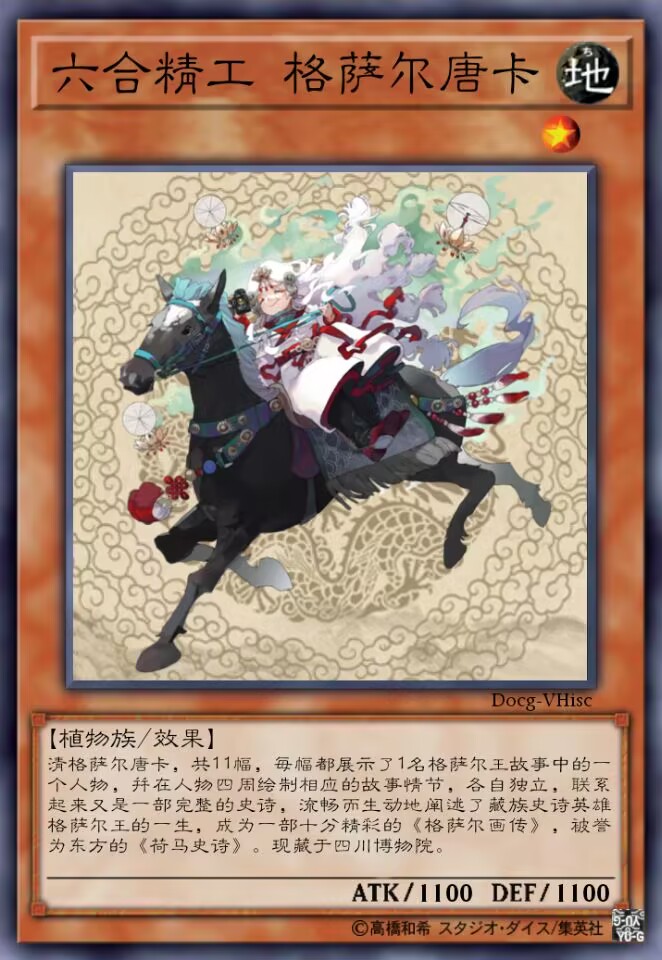 六合精工 格萨尔唐卡
ち
地
Docg-VHisc
【植物族/效果】
清格萨尔唐卡，共11幅，每幅都展示了1名格萨尔王故事中的一
个人物，并在人物四周绘制相应的故事情节，各自独立，联系
起来又是一部完整的史诗，流畅而生动地阐述了藏族史诗英雄
格萨尔王的一生，成为一部十分精彩的《格萨尔画传》，被誉
为东方的《荷马史诗》。现藏于四川博物院。
ATK/1100 DEF/1100
©高橋和希 スタジオ・ダイス/集英社